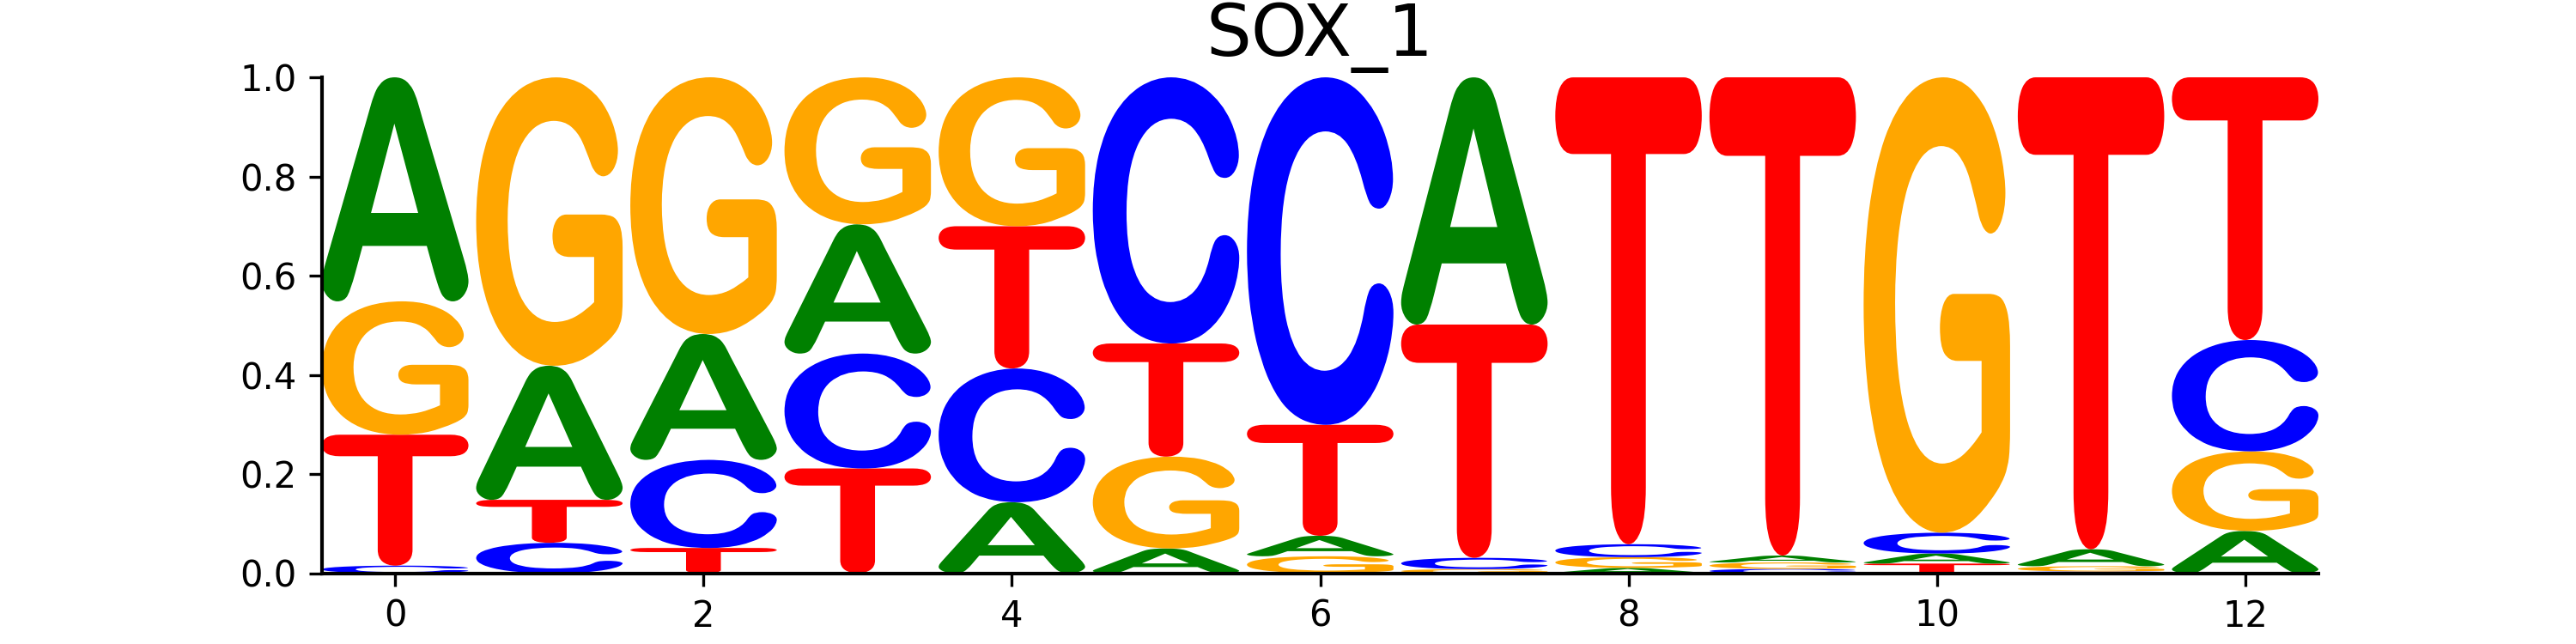 SOX_1
1.0
0.8
0.6
0.4
0.2
0.0
A G G G G C C A T T G T T
G A A A T T T T C A C A C
T T C C C G A C G G A G G
C C T T A A G G A C T A
0 2 4 6 8 10 12